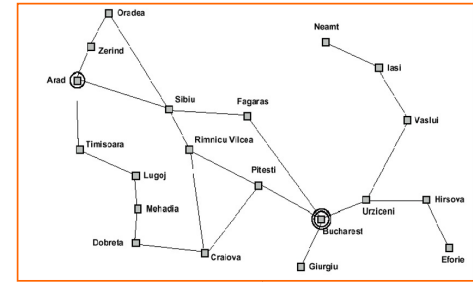 Oradea
Neamt
Zerind
Iasi
Arad
Sibiu
Fagaras
Vaslui
Timisoara
Rimnicu Vilcea
Lugoj
Pitesti
Mehadia
Urziceni
Hirsova
Bucharest
Dobreta
Craiova
Giurgiu
Eforie